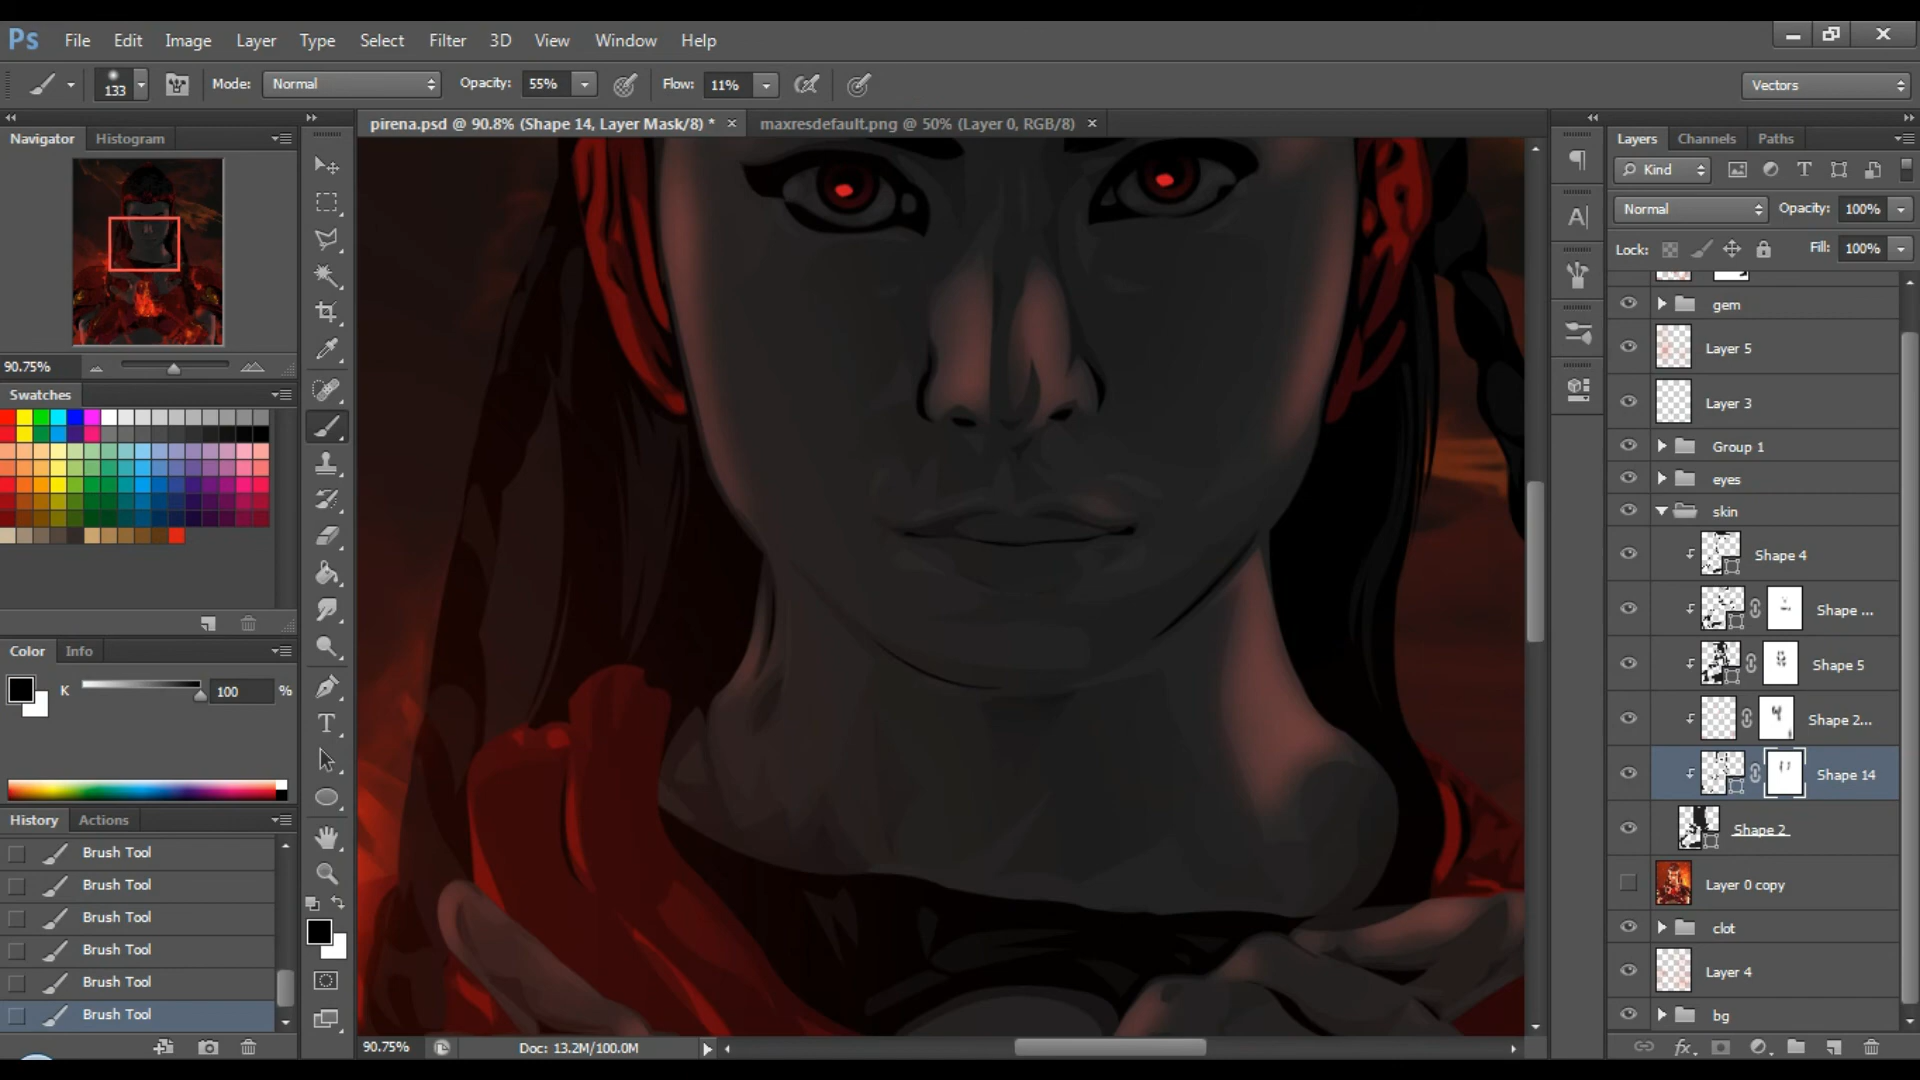 Ps File Edit Image Layer Type Select Filter 3D View Window Help
133 Mode: Normal Opacity: 55% Flow: 11% Vectors
Navigator Histogram
pirena.psd @ 90.8% (Shape 14, Layer Mask/8) * maxresdefault.png @ 50% (Layer 0, RGB/8)
Layers Channels Paths
Kind
Normal Opacity: 100%
Lock: Fill: 100%
gem
Layer 5
90.75%
Swatches
Layer 3
Group 1
eyes
skin
Shape 4
Shape ...
Color Info
Shape 5
K 100 %
Shape 2...
Shape 14
History Actions
Shape 2
Brush Tool
Brush Tool
Layer 0 copy
Brush Tool
clot
Brush Tool
Layer 4
Brush Tool
Brush Tool
bg
90.75% Doc: 13.2M/100.0M
fx